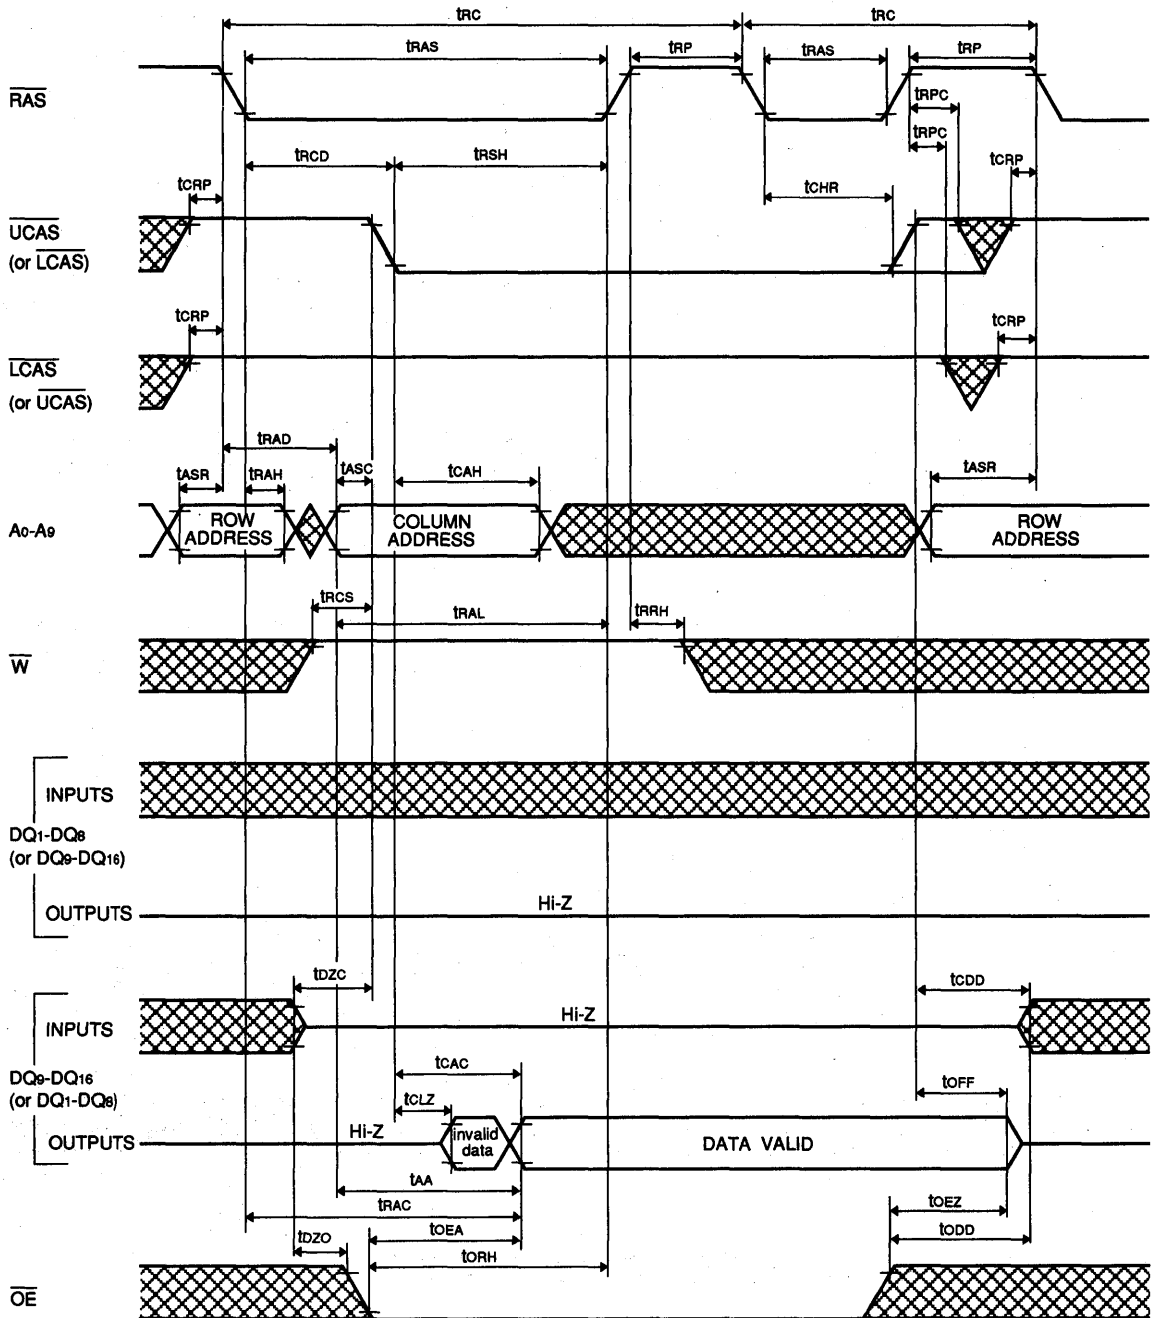 tRC tRC
tRAS tRP tRAS tRP
RAS
tRPC
tRPC
tRCD tRSH
tCRP tCHR tCRP
UCAS
(or LCAS)
tCRP tCRP
LCAS
(or UCAS)
tRAD
tASR tRAH tASC tCAH tASR
A0-A9
ROW ADDRESS COLUMN ADDRESS ROW ADDRESS
tRCS tRAL tRRH
W
INPUTS
DQ1-DQ8
(or DQ9-DQ16)
OUTPUTS Hi-Z
tDZC tCDD
INPUTS Hi-Z
DQ9-DQ16
(or DQ1-DQ8)
tCAC tOFF
tCLZ
OUTPUTS Hi-Z invalid data DATA VALID
tAA
tRAC tOEZ
tDZO tOEA tODD
tORH
OE